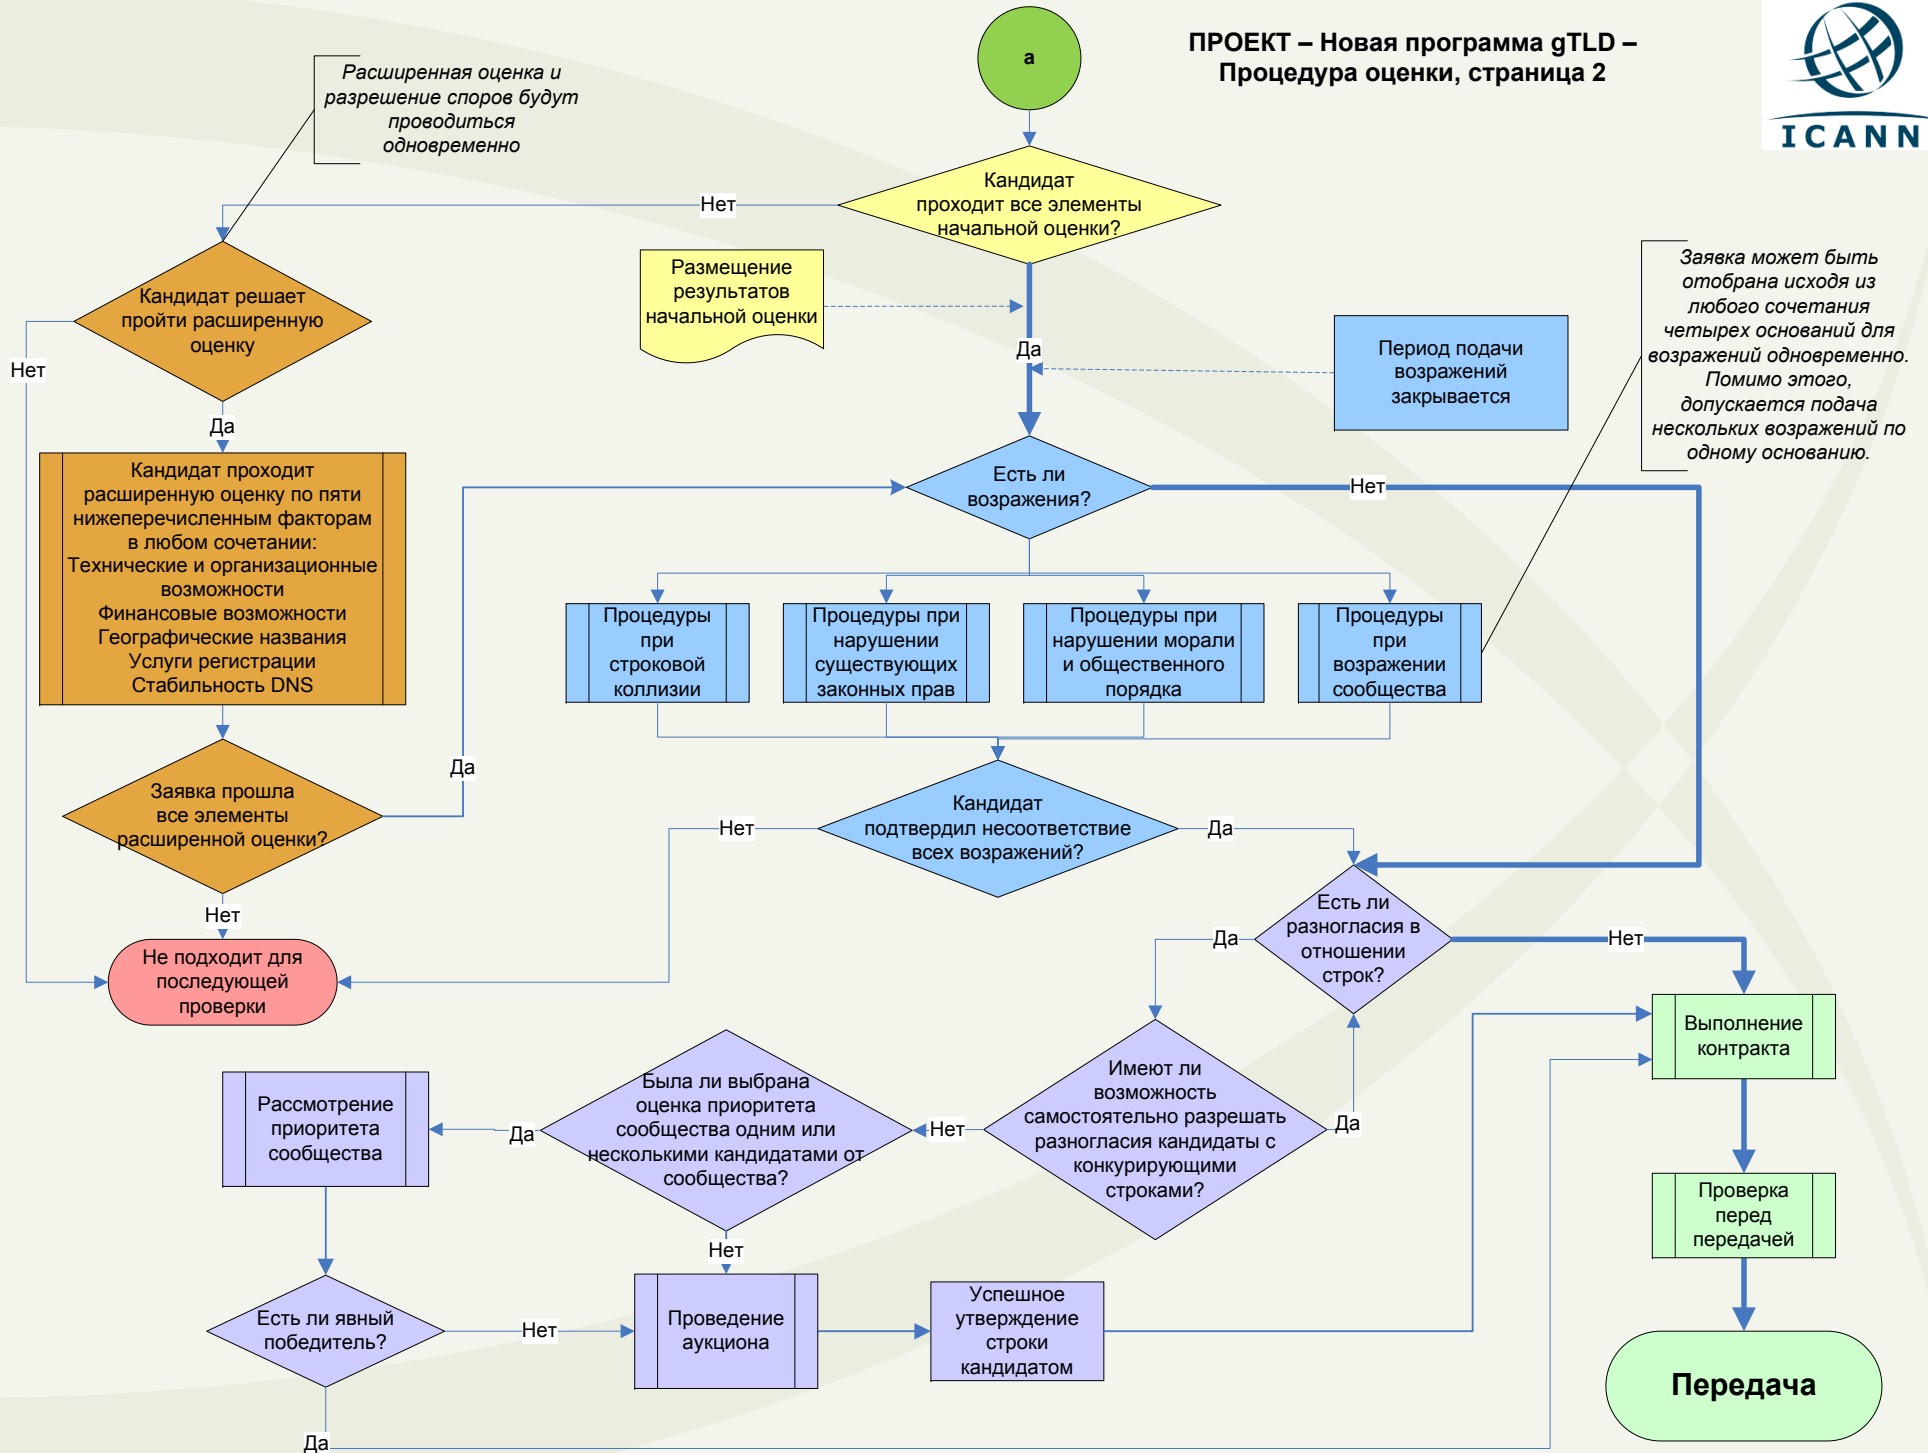 ПРОЕКТ – Новая программа gTLD –
Процедура оценки, страница 2
ICANN
а
Расширенная оценка и
разрешение споров будут
проводиться
одновременно
Кандидат
проходит все элементы
начальной оценки?
Нет
Размещение
результатов
начальной оценки
Да
Период подачи
возражений
закрывается
Заявка может быть
отобрана исходя из
любого сочетания
четырех оснований для
возражений одновременно.
Помимо этого,
допускается подача
нескольких возражений по
одному основанию.
Кандидат решает
пройти расширенную
оценку
Нет
Да
Кандидат проходит
расширенную оценку по пяти
нижеперечисленным факторам
в любом сочетании:
Технические и организационные
возможности
Финансовые возможности
Географические названия
Услуги регистрации
Стабильность DNS
Есть ли
возражения?
Нет
Процедуры
при
строковой
коллизии
Процедуры при
нарушении
существующих
законных прав
Процедуры при
нарушении морали
и общественного
порядка
Процедуры
при
возражении
сообщества
Заявка прошла
все элементы
расширенной оценки?
Да
Нет
Кандидат
подтвердил несоответствие
всех возражений?
Нет
Да
Не подходит для
последующей
проверки
Есть ли
разногласия в
отношении
строк?
Да
Нет
Имеют ли
возможность
самостоятельно разрешать
разногласия кандидаты с
конкурирующими
строками?
Да
Нет
Была ли выбрана
оценка приоритета
сообщества одним или
несколькими кандидатами от
сообщества?
Да
Нет
Рассмотрение
приоритета
сообщества
Есть ли явный
победитель?
Нет
Да
Проведение
аукциона
Успешное
утверждение
строки
кандидатом
Выполнение
контракта
Проверка
перед
передачей
Передача